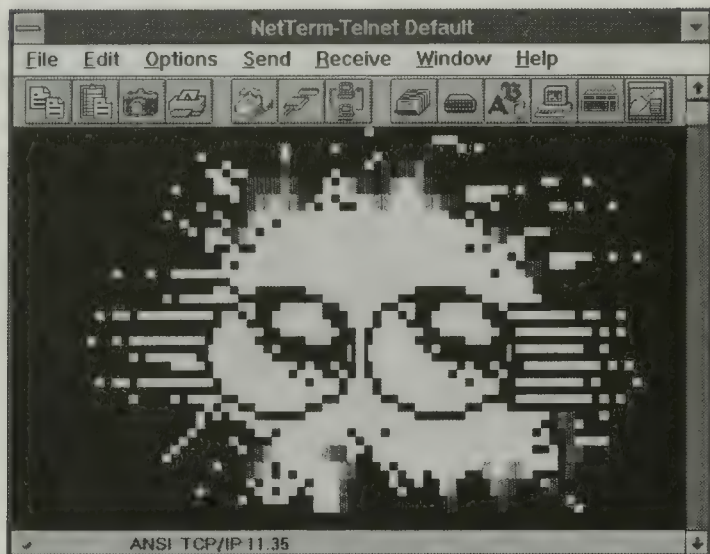 NetTerm-Telnet Default
File Edit Options Send Receive Window Help
ANSI TCP/IP 11.35